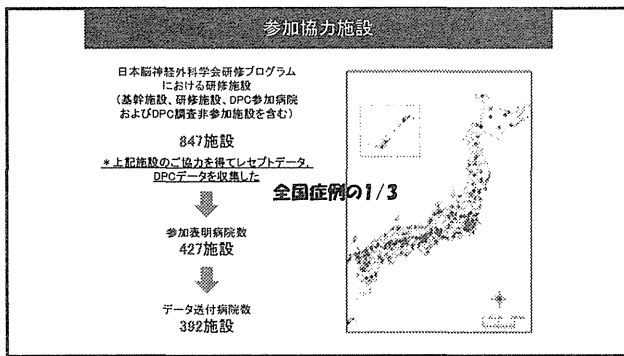 参加協力施設
日本脳神経外科学会研修プログラム
における研修施設
(基幹施設、研修施設、DPC参加病院
およびDPC調査非参加施設を含む)
847施設
*上記施設のご協力を得てレセプトデータ、
DPCデータを収集した
全国症例の1/3
参加表明病院数
427施設
データ送付病院数
392施設